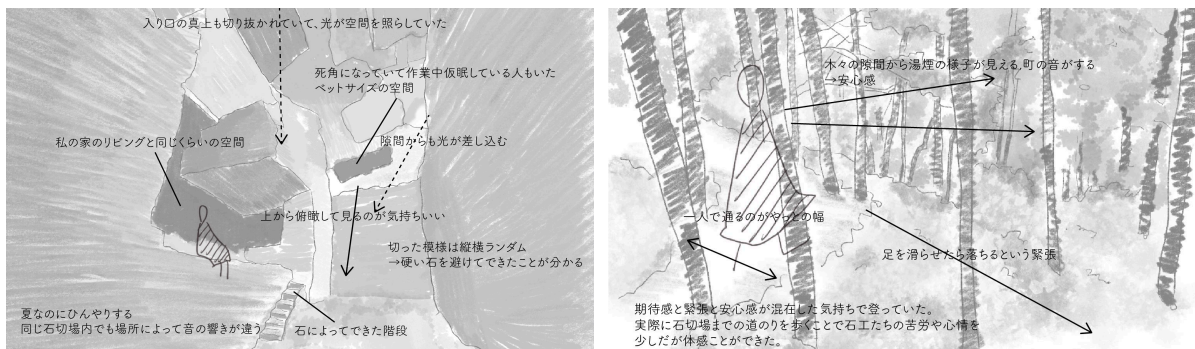 入り口の真上も切り抜かれていて、光が空間を照らしていた
死角になっていて作業中仮眠している人もいた
ベットサイズの空間
私の家のリビングと同じくらいの空間
隙間からも光が差し込む
上から俯瞰して見るのが気持ちいい
切った模様は縦横ランダム
→硬い石を避けてできたことが分かる
夏なのにひんやりする
同じ石切場内でも場所によって音の響きが違う
石によってできた階段
木々の隙間から湯煙の様子が見える,町の音がする
→安心感
一人で通るのがやっとの幅
足を滑らせたら落ちるという緊張
期待感と緊張と安心感が混在した気持ちで登っていた。
実際に石切場までの道のりを歩くことで石工たちの苦労や心情を
少しだが体感ことができた。